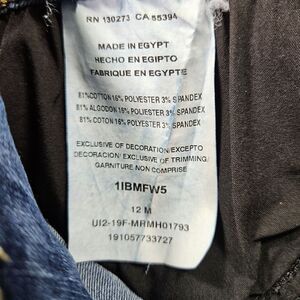 RN 130273 CA 55394
MADE IN EGYPT
HECHO EN EGIPTO
FABRIQUE EN EGYPTE
81% COTTON 16% POLYESTER 3% SPANDEX
81% ALGODON 16% POLYESTER 3% SPANDEX
81% COTON 16% POLYESTER 3% SPANDEX
EXCLUSIVE OF DECORATION/EXCEPTO
DECORACION/ EXCLUSIVE OF TRIMMING/
GARNITURE NON COMPRISE
1IBMFW5
12 M
UI2-19F-MRMH01793
191057733727